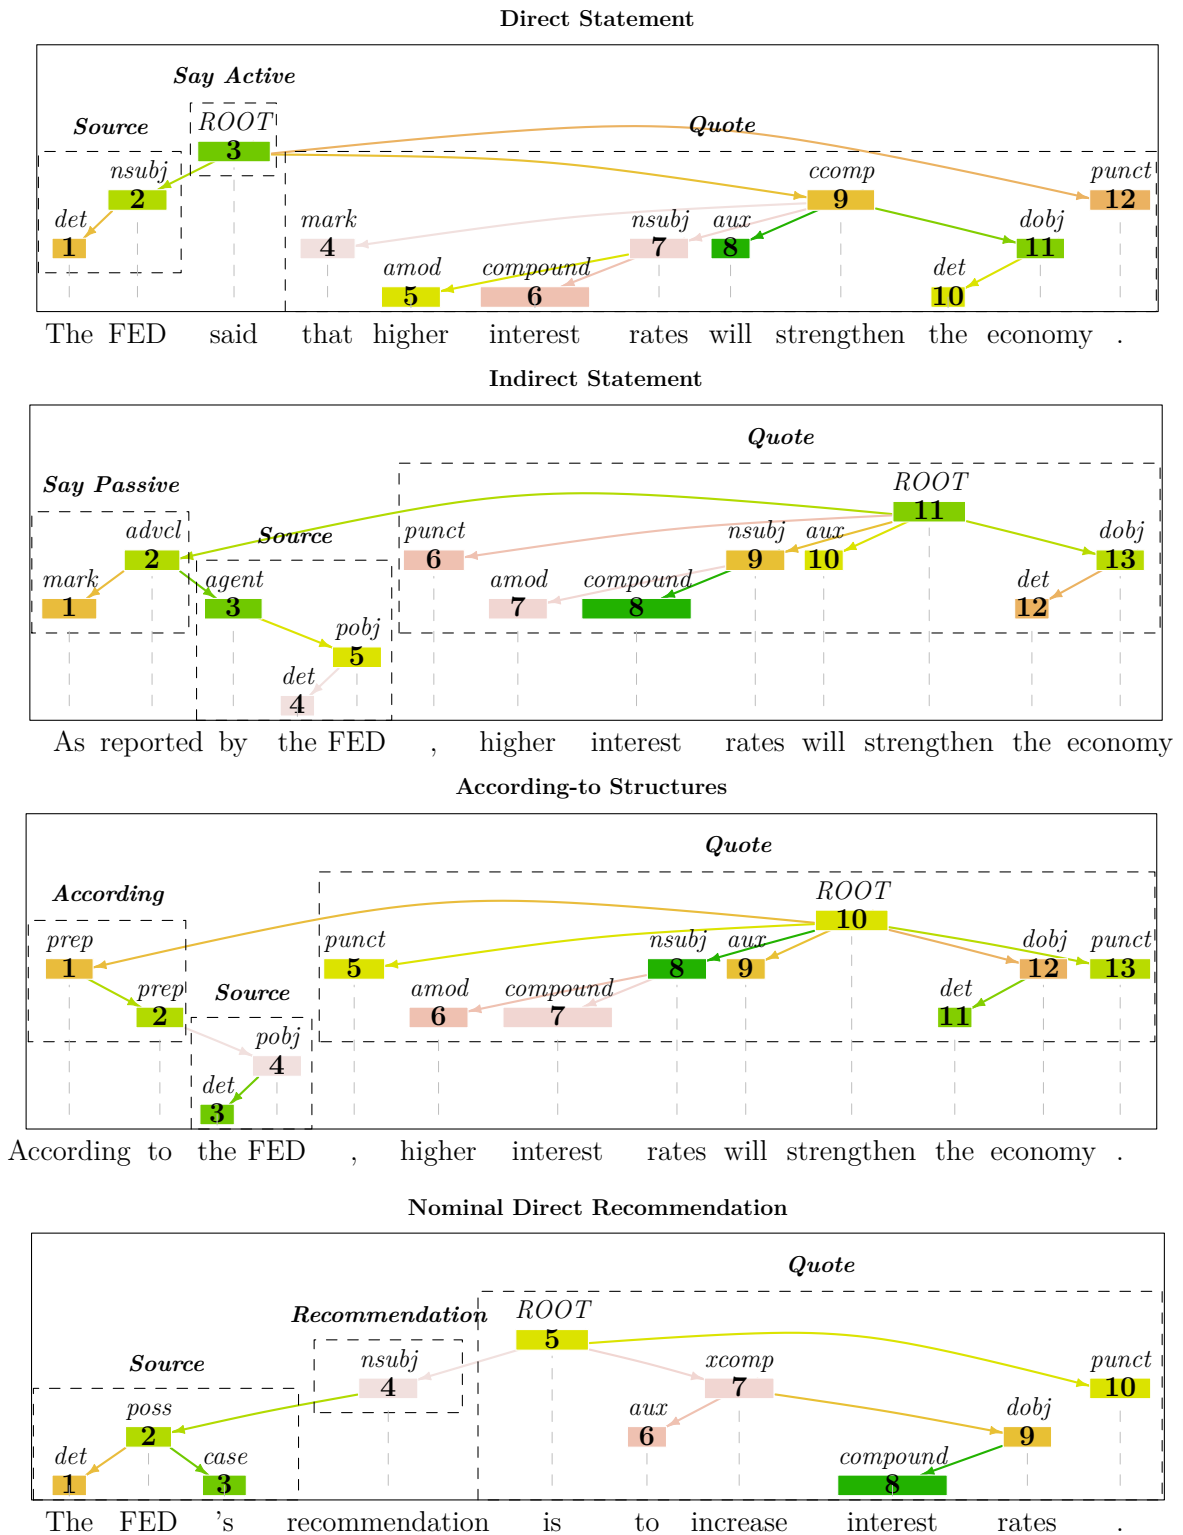 Direct Statement
Say Active
Source ROOT Quote
3
nsubj ccomp punct
2 9 12
det mark nsubj aux dobj
1 4 7 8 11
amod compound det
5 6 10
The FED said that higher interest rates will strengthen the economy .
Indirect Statement
Quote
Say Passive ROOT
11
advcl Source punct nsubj aux dobj
2 6 9 10 13
mark agent amod compound det
1 3 7 8 12
pobj
5
det
4
As reported by the FED , higher interest rates will strengthen the economy
According-to Structures
Quote
According ROOT
10
prep punct nsubj aux dobj punct
1 5 8 9 12 13
prep Source amod compound det
2 6 7 11
pobj
4
det
3
According to the FED , higher interest rates will strengthen the economy .
Nominal Direct Recommendation
Quote
Recommendation ROOT
5
Source nsubj xcomp punct
4 7 10
poss aux dobj
2 6 9
det case compound
1 3 8
The FED 's recommendation is to increase interest rates .